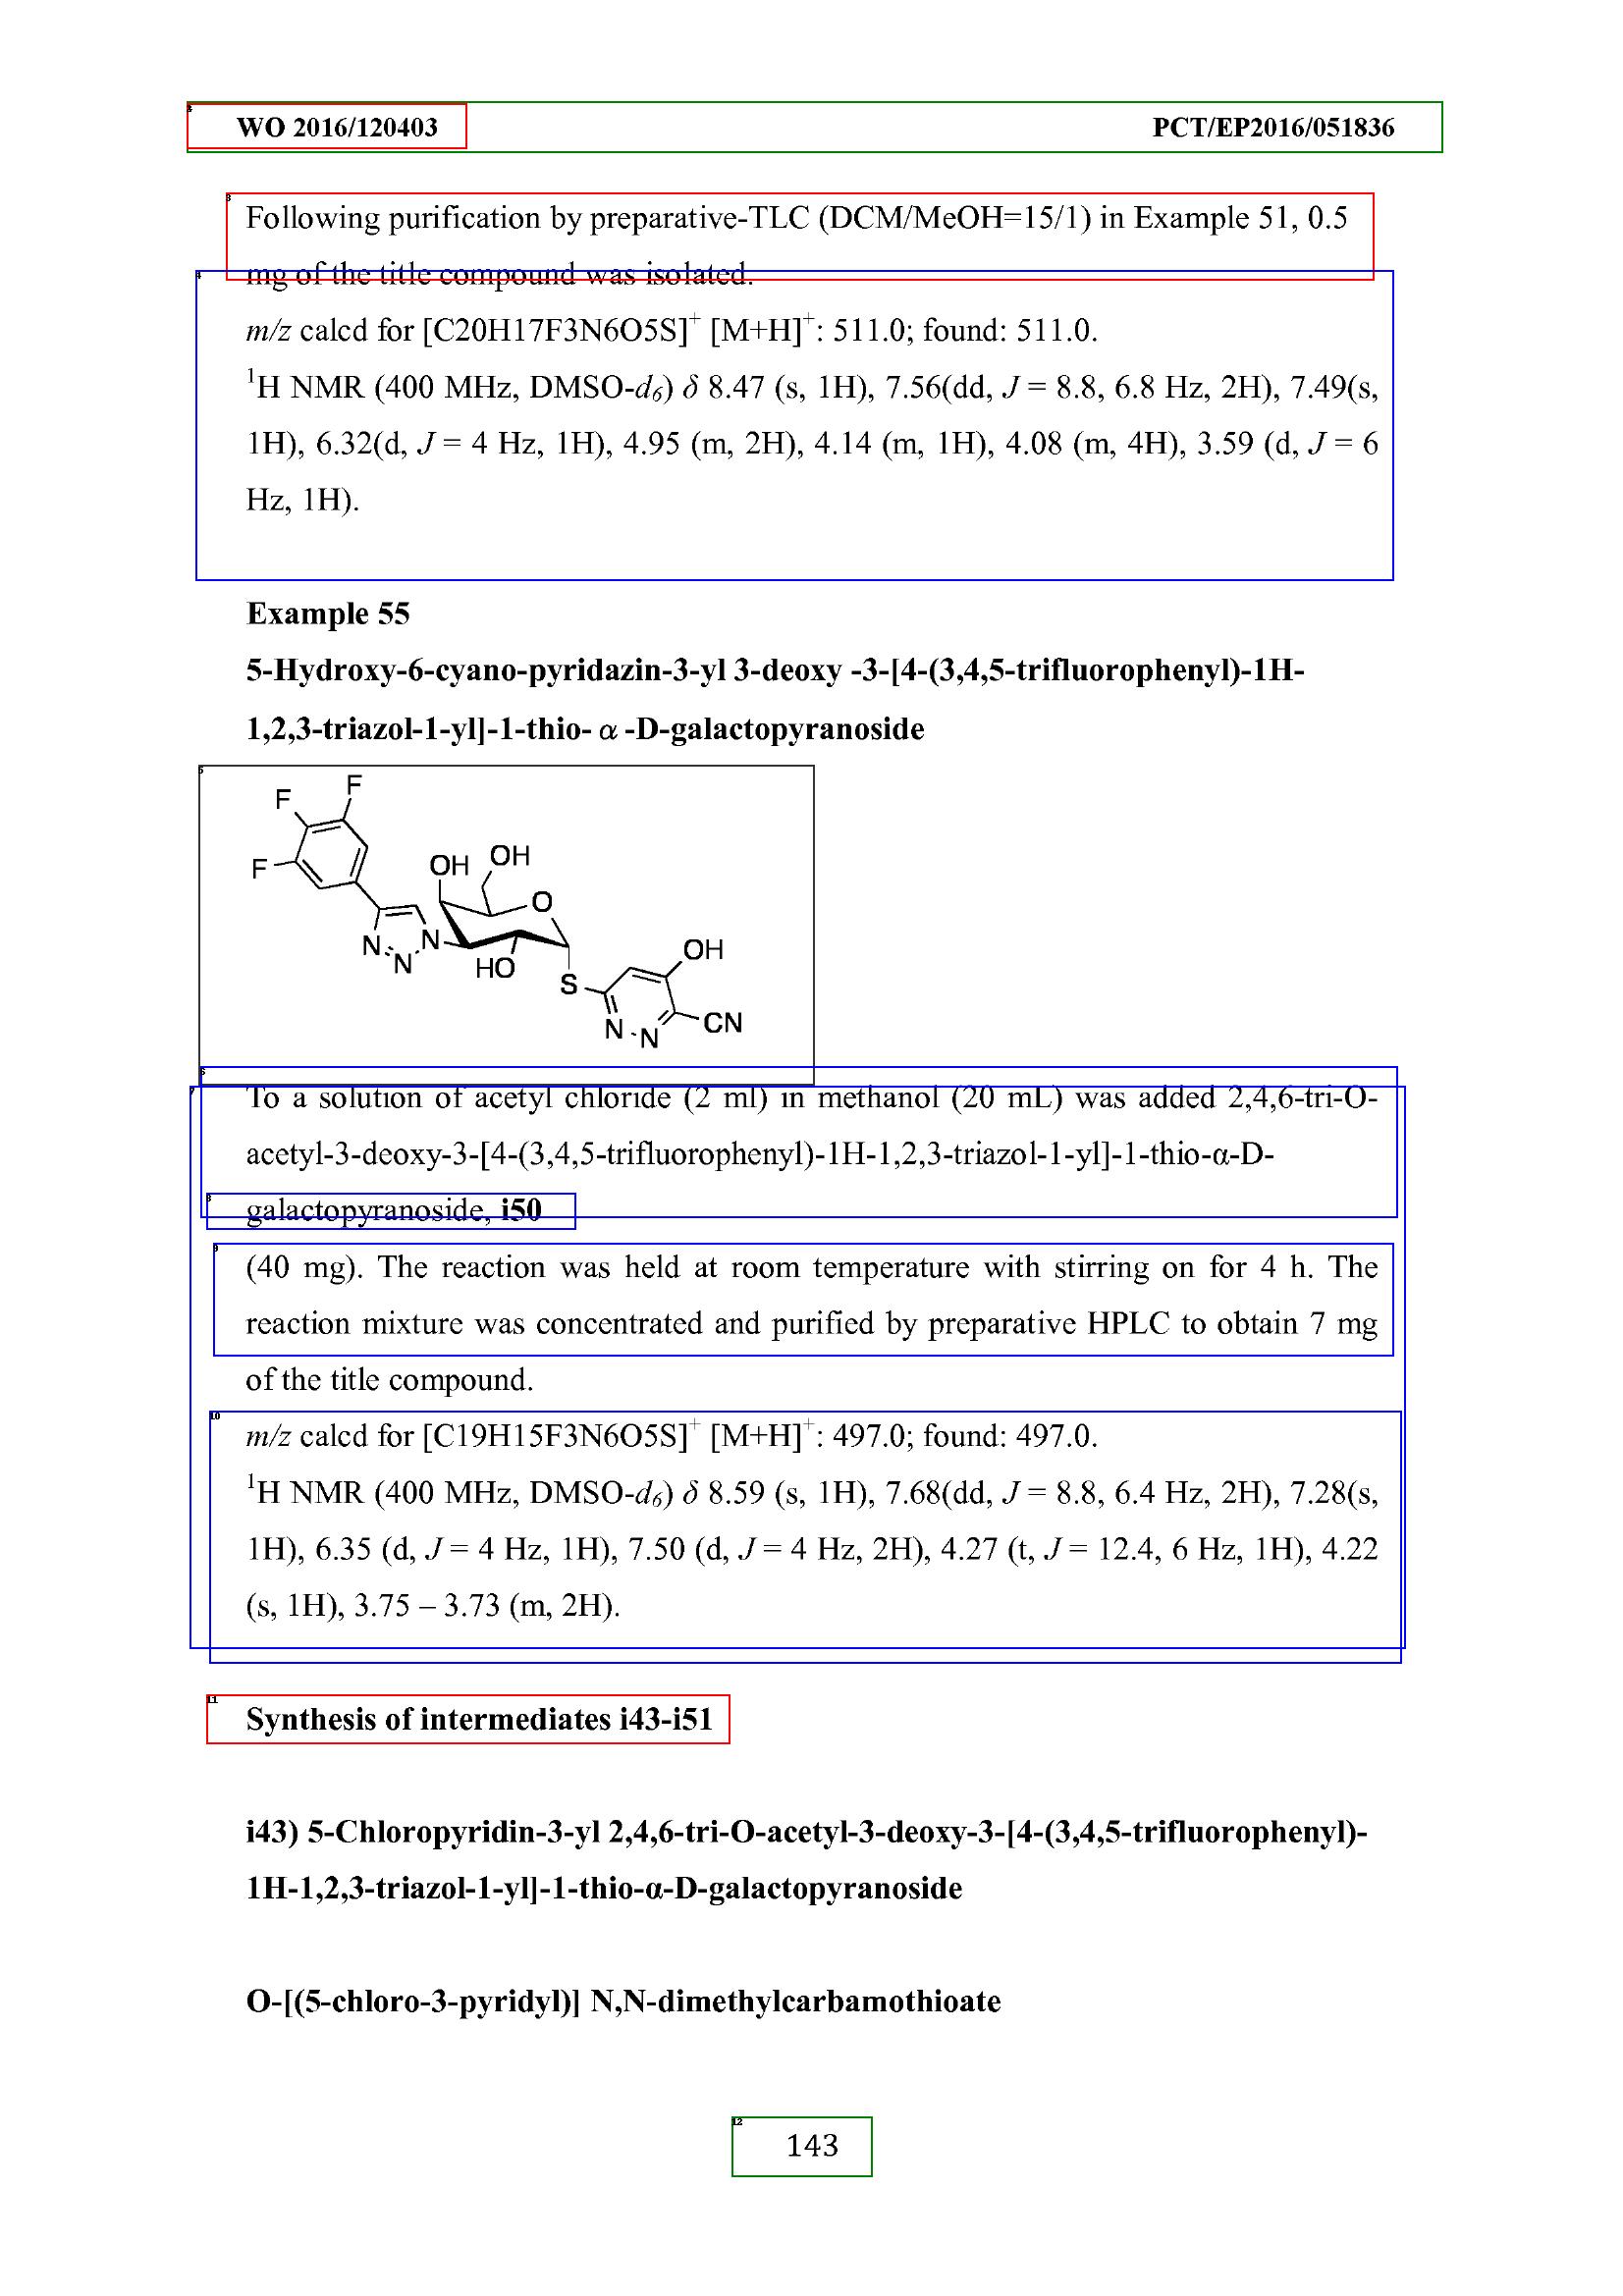 WO 2016/120403 PCT/EP2016/051836
Following purification by preparative-TLC (DCM/MeOH=15/1) in Example 51, 0.5
mg of the title compound was isolated.
m/z calcd for [C20H17F3N6O5S]+ [M+H]+: 511.0; found: 511.0.
1H NMR (400 MHz, DMSO-d6) δ 8.47 (s, 1H), 7.56(dd, J = 8.8, 6.8 Hz, 2H), 7.49(s,
1H), 6.32(d, J = 4 Hz, 1H), 4.95 (m, 2H), 4.14 (m, 1H), 4.08 (m, 4H), 3.59 (d, J = 6
Hz, 1H).
Example 55
5-Hydroxy-6-cyano-pyridazin-3-yl 3-deoxy -3-[4-(3,4,5-trifluorophenyl)-1H-
1,2,3-triazol-1-yl]-1-thio- α -D-galactopyranoside
F
F
F
OH
OH
O
N
N
N
HO
S
OH
N
N
CN
To a solution of acetyl chloride (2 ml) in methanol (20 mL) was added 2,4,6-tri-O-
acetyl-3-deoxy-3-[4-(3,4,5-trifluorophenyl)-1H-1,2,3-triazol-1-yl]-1-thio-α-D-
galactopyranoside, i50
(40 mg). The reaction was held at room temperature with stirring on for 4 h. The
reaction mixture was concentrated and purified by preparative HPLC to obtain 7 mg
of the title compound.
m/z calcd for [C19H15F3N6O5S]+ [M+H]+: 497.0; found: 497.0.
1H NMR (400 MHz, DMSO-d6) δ 8.59 (s, 1H), 7.68(dd, J = 8.8, 6.4 Hz, 2H), 7.28(s,
1H), 6.35 (d, J = 4 Hz, 1H), 7.50 (d, J = 4 Hz, 2H), 4.27 (t, J = 12.4, 6 Hz, 1H), 4.22
(s, 1H), 3.75 – 3.73 (m, 2H).
11
Synthesis of intermediates i43-i51
i43) 5-Chloropyridin-3-yl 2,4,6-tri-O-acetyl-3-deoxy-3-[4-(3,4,5-trifluorophenyl)-
1H-1,2,3-triazol-1-yl]-1-thio-α-D-galactopyranoside
O-[(5-chloro-3-pyridyl)] N,N-dimethylcarbamothioate
12
143